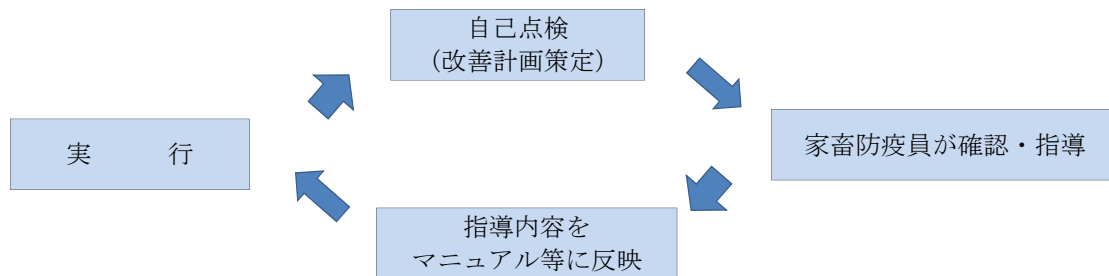 自己点検
(改善計画策定)
実　　　行
家畜防疫員が確認・指導
指導内容を
マニュアル等に反映